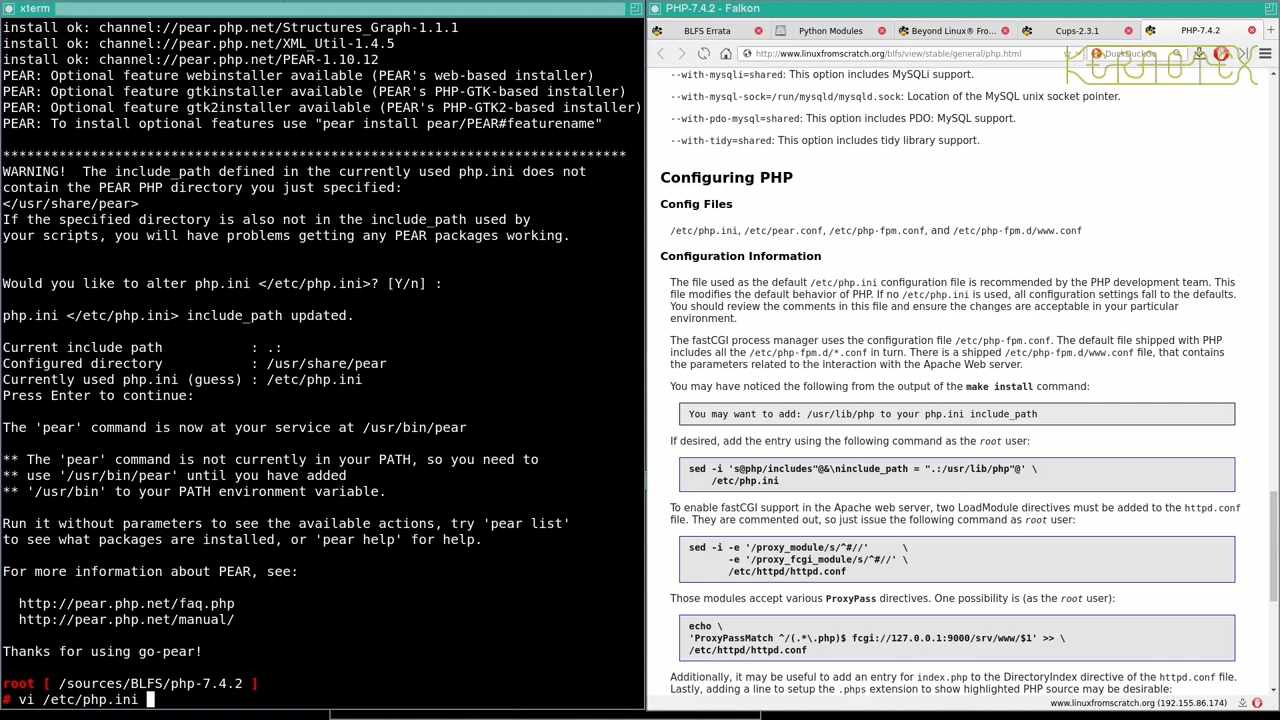 xterm
install ok: channel://pear.php.net/Structures_Graph-1.1.1
install ok: channel://pear.php.net/XML_Util-1.4.5
install ok: channel://pear.php.net/PEAR-1.10.12
PEAR: Optional feature webinstaller available (PEAR's web-based installer)
PEAR: Optional feature gtkinstaller available (PEAR's PHP-GTK-based installer)
PEAR: Optional feature gtk2installer available (PEAR's PHP-GTK2-based installer)
PEAR: To install optional features use "pear install pear/PEAR#featurename"
******************************************************************************
WARNING!  The include_path defined in the currently used php.ini does not
contain the PEAR PHP directory you just specified:
</usr/share/pear>
If the specified directory is also not in the include_path used by
your scripts, you will have problems getting any PEAR packages working.
Would you like to alter php.ini </etc/php.ini>? [Y/n] :
php.ini </etc/php.ini> include_path updated.
Current include path           : .:
Configured directory           : /usr/share/pear
Currently used php.ini (guess) : /etc/php.ini
Press Enter to continue:
The 'pear' command is now at your service at /usr/bin/pear
** The 'pear' command is not currently in your PATH, so you need to
** use '/usr/bin/pear' until you have added
** '/usr/bin' to your PATH environment variable.
Run it without parameters to see the available actions, try 'pear list'
to see what packages are installed, or 'pear help' for help.
For more information about PEAR, see:
http://pear.php.net/faq.php
http://pear.php.net/manual/
Thanks for using go-pear!
root [ /sources/BLFS/php-7.4.2 ]
# vi /etc/php.ini
PHP-7.4.2 - Falkon
BLFS Errata
Python Modules
Beyond Linux® Fro…
Cups-2.3.1
PHP-7.4.2
http://www.linuxfromscratch.org/blfs/view/stable/general/php.html
DuckDuckGo
KERNOTEX
--with-mysqli=shared: This option includes MySQLi support.
--with-mysql-sock=/run/mysqld/mysqld.sock: Location of the MySQL unix socket pointer.
--with-pdo-mysql=shared: This option includes PDO: MySQL support.
--with-tidy=shared: This option includes tidy library support.
Configuring PHP
Config Files
/etc/php.ini, /etc/pear.conf, /etc/php-fpm.conf, and /etc/php-fpm.d/www.conf
Configuration Information
The file used as the default /etc/php.ini configuration file is recommended by the PHP development team. This
file modifies the default behavior of PHP. If no /etc/php.ini is used, all configuration settings fall to the defaults.
You should review the comments in this file and ensure the changes are acceptable in your particular
environment.
The fastCGI process manager uses the configuration file /etc/php-fpm.conf. The default file shipped with PHP
includes all the /etc/php-fpm.d/*.conf in turn. There is a shipped /etc/php-fpm.d/www.conf file, that contains
the parameters related to the interaction with the Apache Web server.
You may have noticed the following from the output of the make install command:
You may want to add: /usr/lib/php to your php.ini include_path
If desired, add the entry using the following command as the root user:
sed -i 's@php/includes"@&\ninclude_path = ".:/usr/lib/php"@' \
/etc/php.ini
To enable fastCGI support in the Apache web server, two LoadModule directives must be added to the httpd.conf
file. They are commented out, so just issue the following command as root user:
sed -i -e '/proxy_module/s/^#//'      \
-e '/proxy_fcgi_module/s/^#//' \
/etc/httpd/httpd.conf
Those modules accept various ProxyPass directives. One possibility is (as the root user):
echo \
'ProxyPassMatch ^/(.*\.php)$ fcgi://127.0.0.1:9000/srv/www/$1' >> \
/etc/httpd/httpd.conf
Additionally, it may be useful to add an entry for index.php to the DirectoryIndex directive of the httpd.conf file.
Lastly, adding a line to setup the .phps extension to show highlighted PHP source may be desirable:
www.linuxfromscratch.org (192.155.86.174)